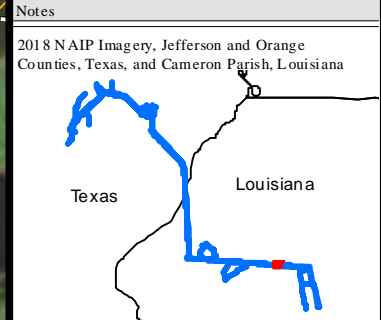 Notes
2018 NAIP Imagery, Jefferson and Orange
Counties, Texas, and Cameron Parish, Louisiana
Louisiana
Texas